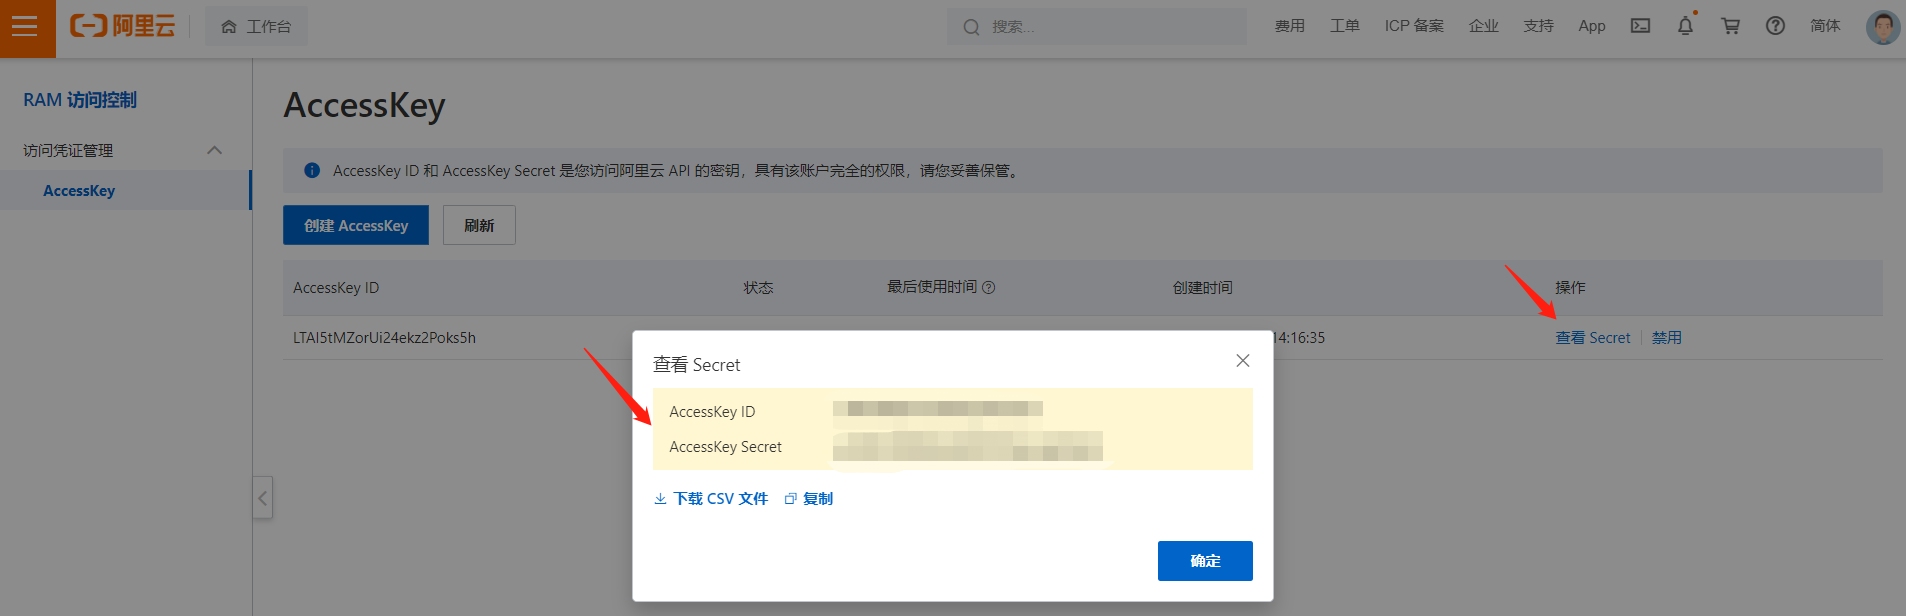 阿里云 工作台 搜索... 费用 工单 ICP 备案 企业 支持 App 简体
RAM 访问控制
访问凭证管理
AccessKey
AccessKey
AccessKey ID 和 AccessKey Secret 是您访问阿里云 API 的密钥，具有该账户完全的权限，请您妥善保管。
创建 AccessKey 刷新
AccessKey ID 状态 最后使用时间 创建时间 操作
LTAI5tMZorUi24ekz2Poks5h 14:16:35 查看 Secret 禁用
查看 Secret
AccessKey ID
AccessKey Secret
下载 CSV 文件 复制
确定